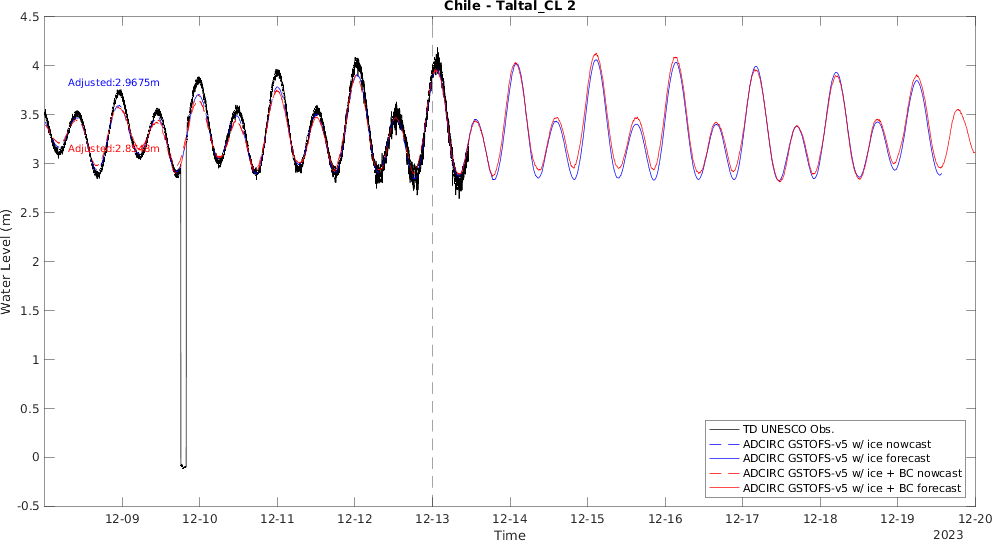 Chile - Taltal_CL 2
4.5
4
3.5
3
2.5
2
1.5
1
0.5
0
-0.5
Water Level (m)
Adjusted:2.9675m
12-09
12-10
12-11
12-12
12-13
12-14
12-15
12-16
12-17
12-18
12-19
12-20
Time
2023
TD UNESCO Obs.
ADCIRC GSTOFS-v5 w/ ice nowcast
ADCIRC GSTOFS-v5 w/ ice forecast
ADCIRC GSTOFS-v5 w/ ice + BC nowcast
ADCIRC GSTOFS-v5 w/ ice + BC forecast